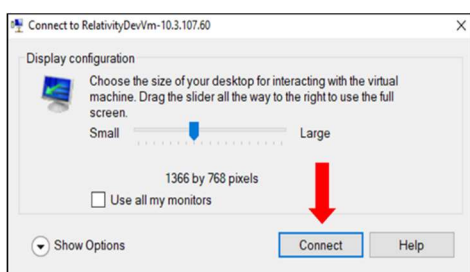 Connect to RelativityDevVm-10.3.107.60
Display configuration
Choose the size of your desktop for interacting with the virtual
machine. Drag the slider all the way to the right to use the full
screen.
Small Large
1366 by 768 pixels
Use all my monitors
Show Options Connect Help